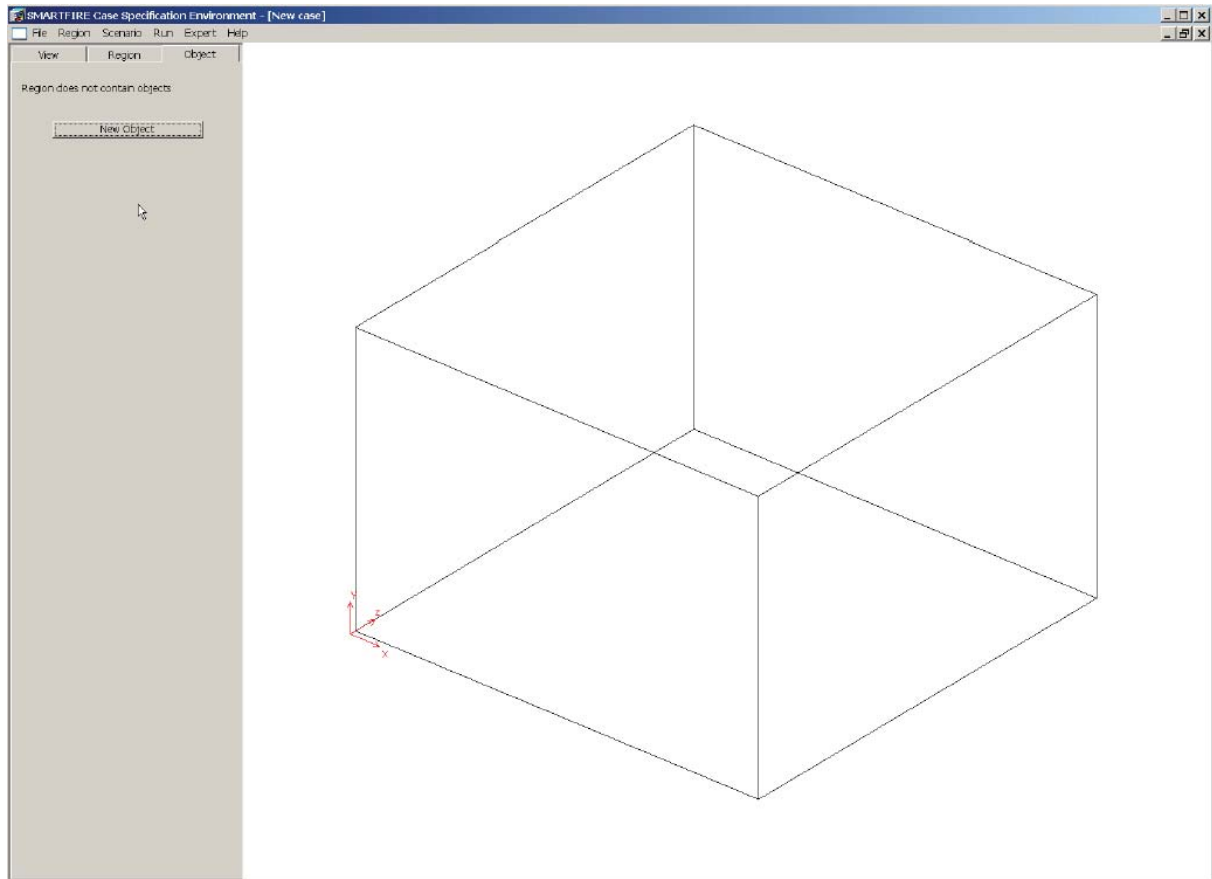 SMARTFIRE Case Specification Environment - [New case]
File Region Scenario Run Expert Help
View Region Object
Region does not contain objects
New Object
Y
Z
X